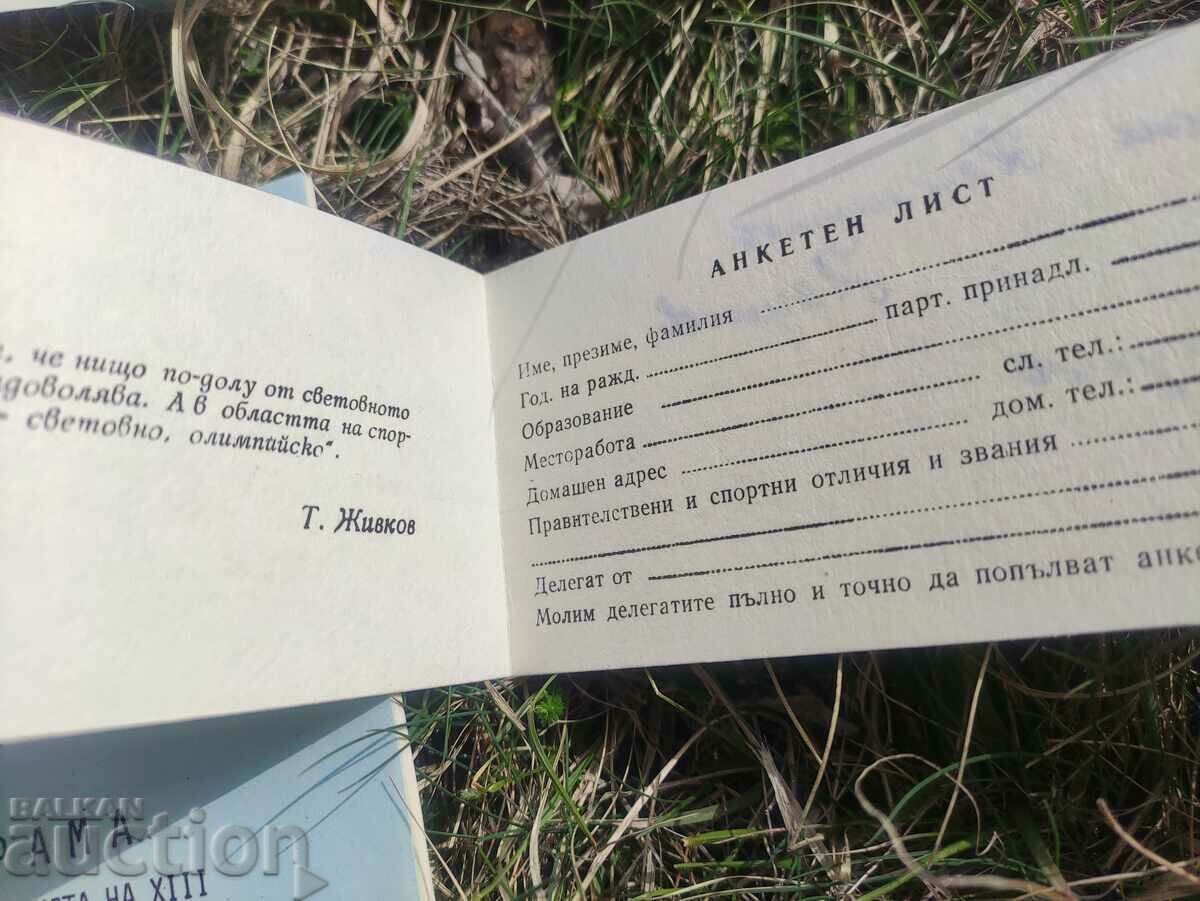 че нищо по-долу от световното
доволява. А в областта на спор-
световно, олимпийско".
Т. Живков
АНКЕТЕН ЛИСТ
Име, презиме, фамилия
Год. на ражд. парт. принадл.
Образование
Месторабота сл. тел.:
Домашен адрес дом. тел.:
Правителствени и спортни отличия и звания
Делегат от
Молим делегатите пълно и точно да попълват анке
АМА
НА XIII
BALKAN
auction